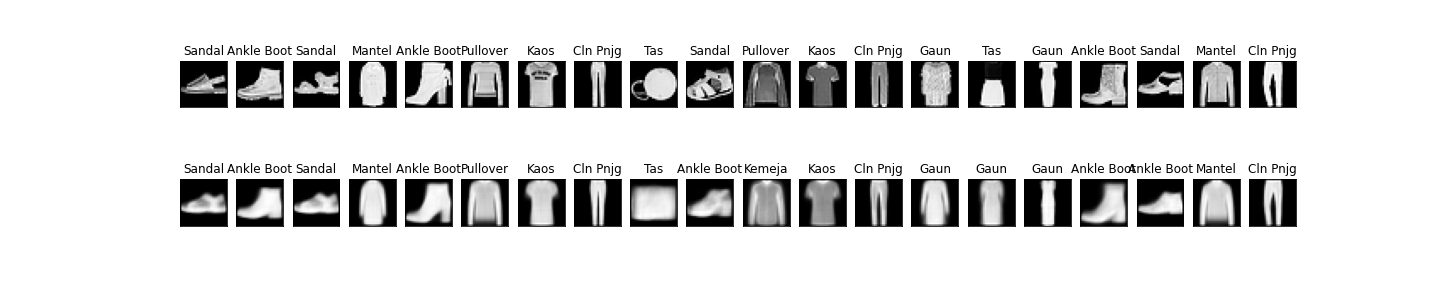 Sandal Ankle Boot Sandal Mantel Ankle Boot Pullover Kaos Cln Pnjg Tas Sandal Pullover Kaos Cln Pnjg Gaun Tas Gaun Ankle Boot Sandal Mantel Cln Pnjg
Sandal Ankle Boot Sandal Mantel Ankle Boot Pullover Kaos Cln Pnjg Tas Ankle Boot Kemeja Kaos Cln Pnjg Gaun Gaun Gaun Ankle Boot Ankle Boot Mantel Cln Pnjg